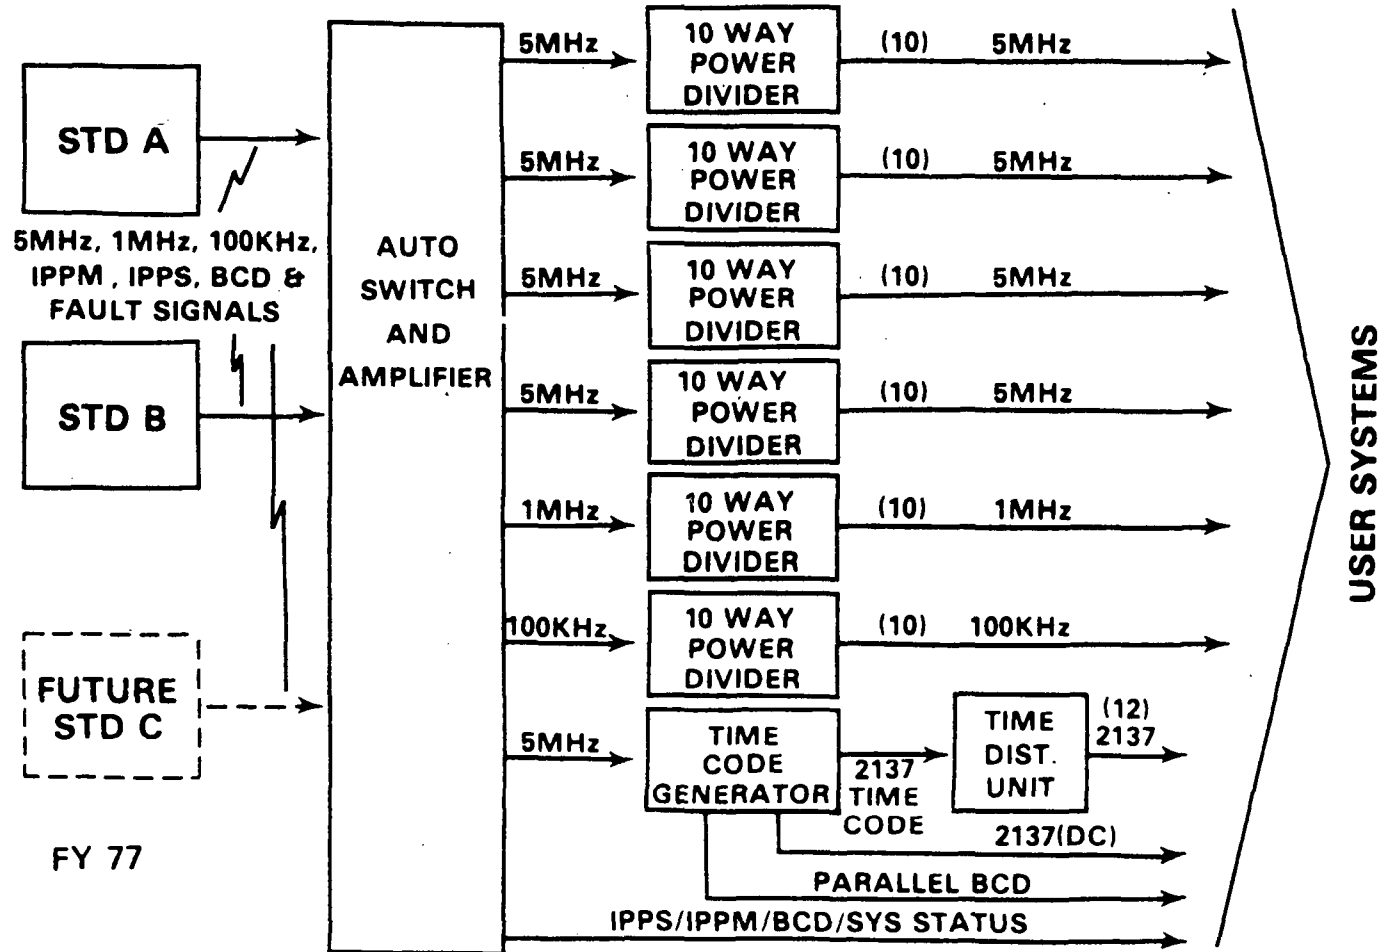 STD A
5MHz, 1MHz, 100KHz,
IPPM, IPPS, BCD &
FAULT SIGNALS
STD B
FUTURE
STD C
FY 77
AUTO
SWITCH
AND
AMPLIFIER
5MHz
10 WAY
POWER
DIVIDER
(10) 5MHz
5MHz
10 WAY
POWER
DIVIDER
(10) 5MHz
5MHz
10 WAY
POWER
DIVIDER
(10) 5MHz
5MHz
10 WAY
POWER
DIVIDER
(10) 5MHz
1MHz
10 WAY
POWER
DIVIDER
(10) 1MHz
100KHz
10 WAY
POWER
DIVIDER
(10) 100KHz
5MHz
TIME
CODE
GENERATOR
2137
TIME
CODE
TIME
DIST.
UNIT
(12)
2137
2137(DC)
PARALLEL BCD
IPPS/IPPM/BCD/SYS STATUS
USER SYSTEMS